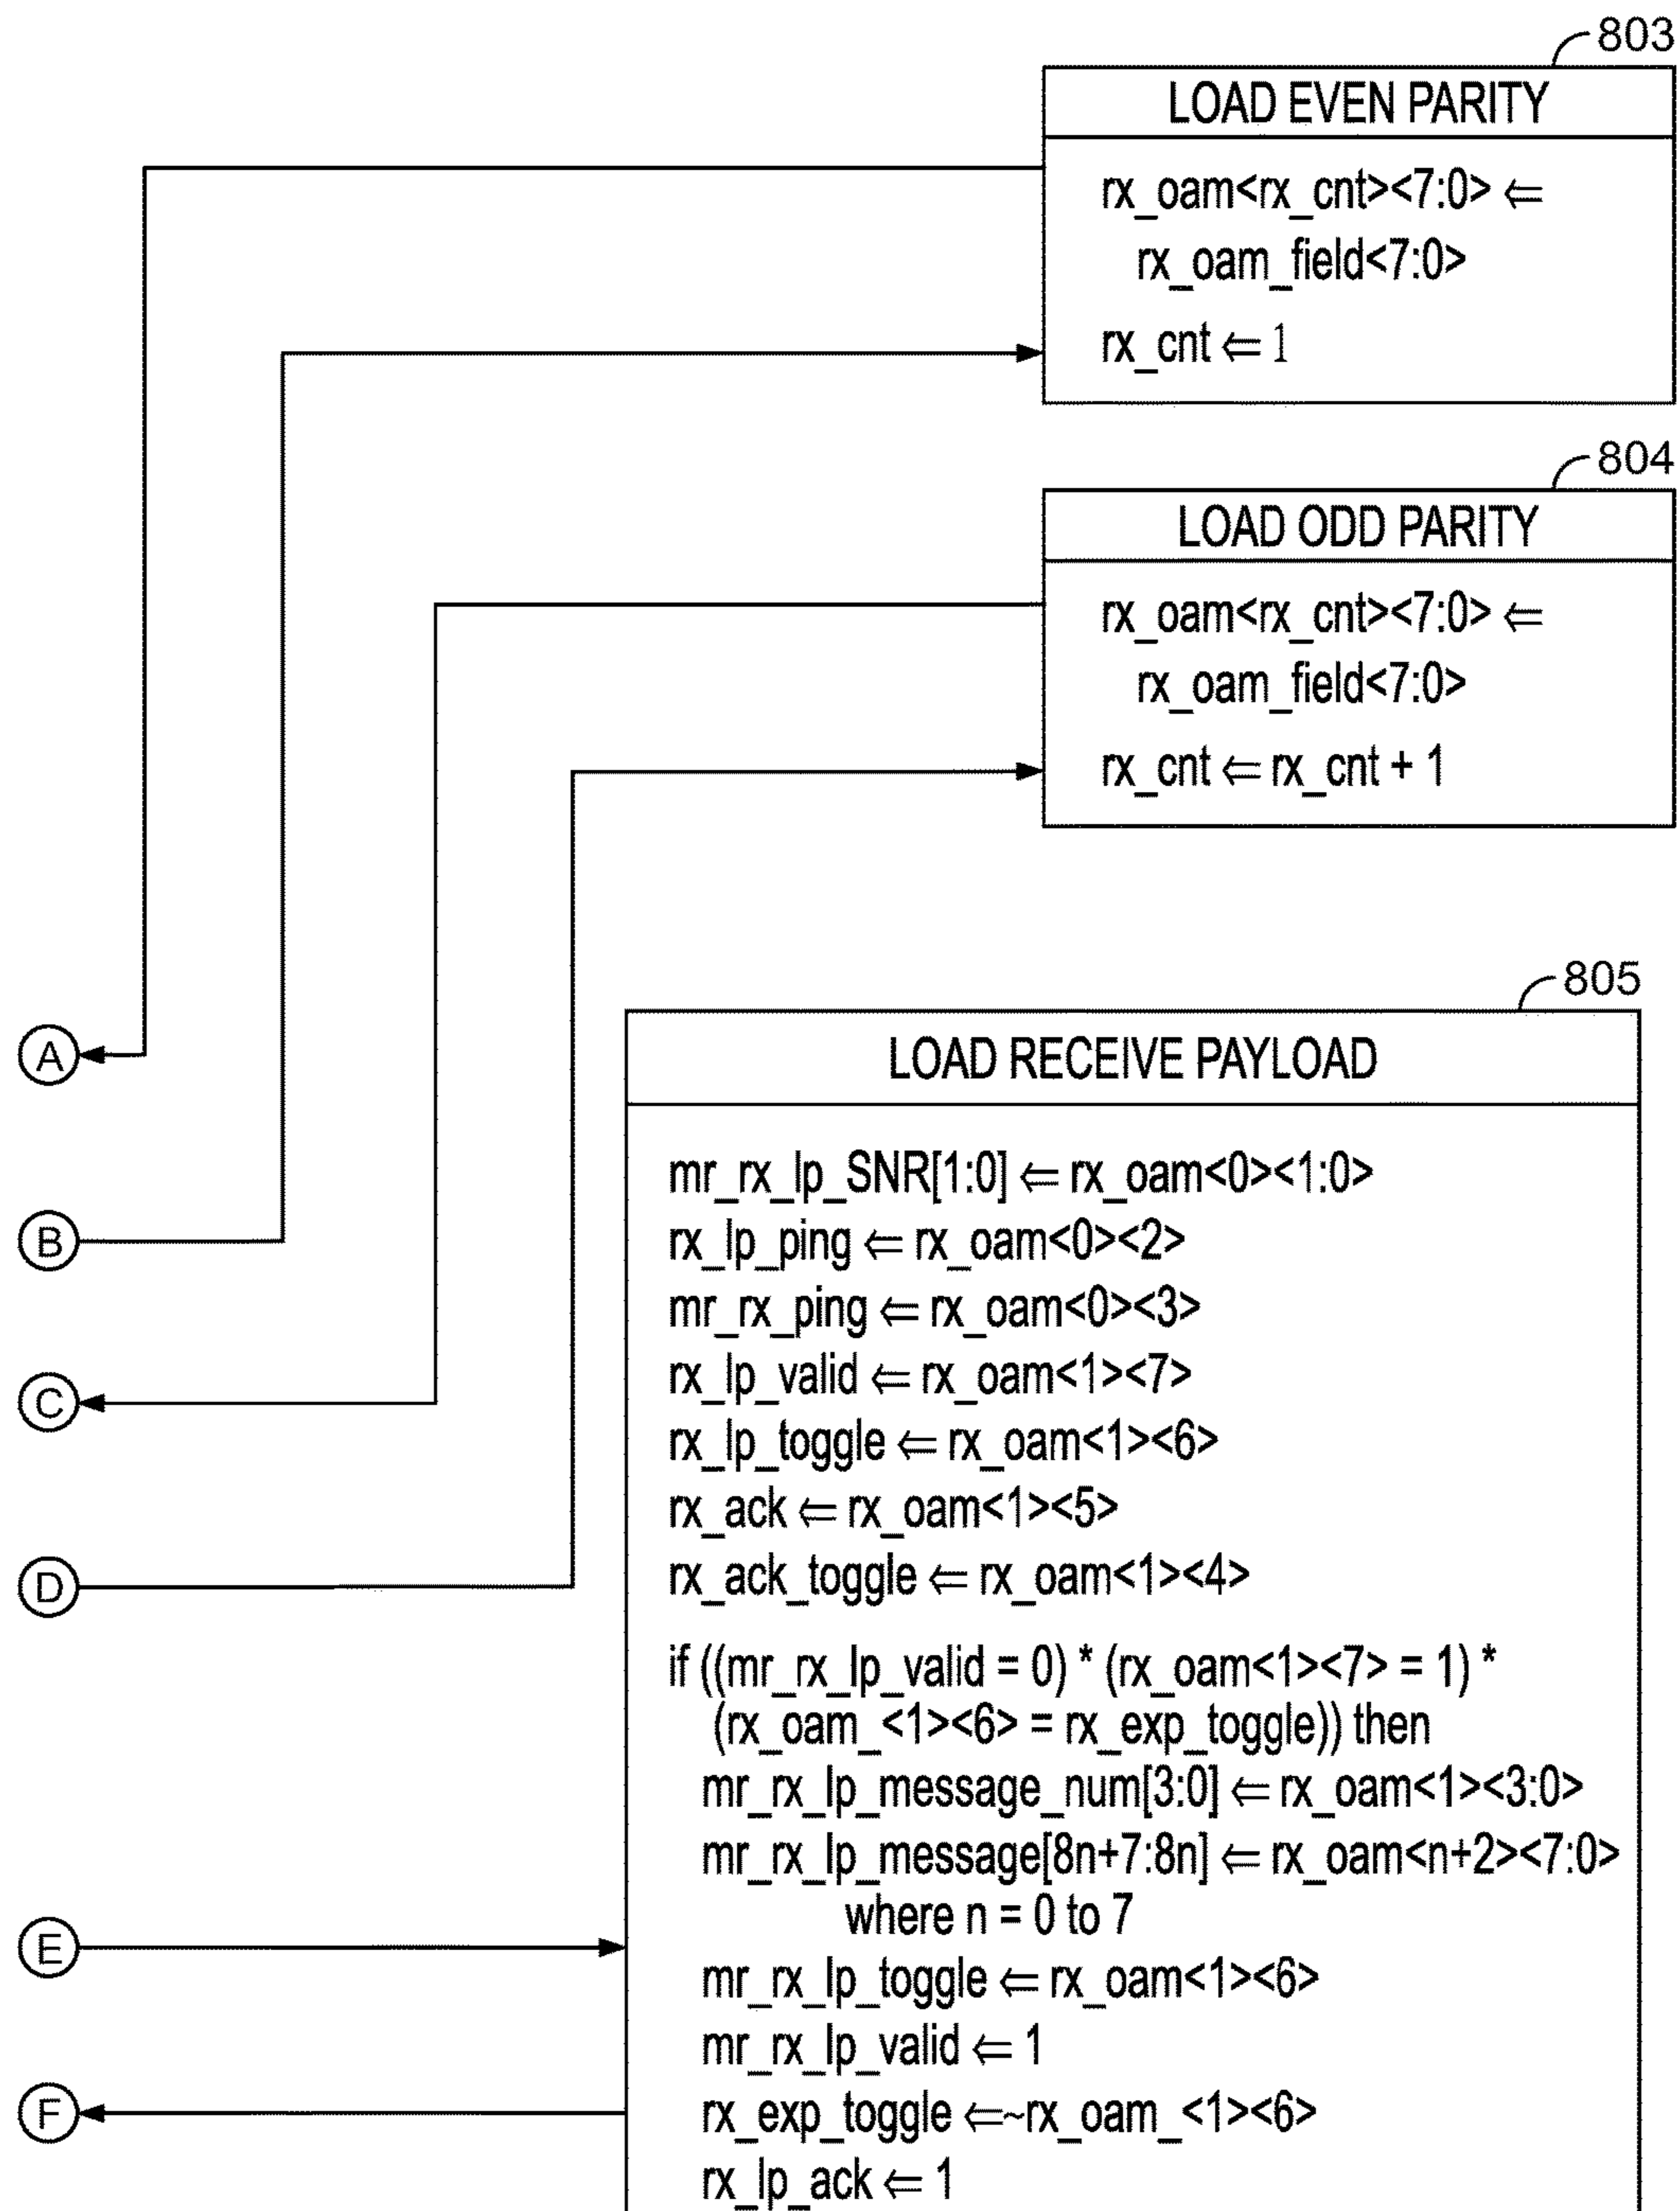 803
LOAD EVEN PARITY
rx_oam<rx_cnt><7:0> ⇐
rx_oam_field<7:0>
rx_cnt ⇐ 1
804
LOAD ODD PARITY
rx_oam<rx_cnt><7:0> ⇐
rx_oam_field<7:0>
rx_cnt ⇐ rx_cnt + 1
A
B
C
D
E
F
805
LOAD RECEIVE PAYLOAD
mr_rx_lp_SNR[1:0] ⇐ rx_oam<0><1:0>
rx_lp_ping ⇐ rx_oam<0><2>
mr_rx_ping ⇐ rx_oam<0><3>
rx_lp_valid ⇐ rx_oam<1><7>
rx_lp_toggle ⇐ rx_oam<1><6>
rx_ack ⇐ rx_oam<1><5>
rx_ack_toggle ⇐ rx_oam<1><4>
if ((mr_rx_lp_valid = 0) * (rx_oam<1><7> = 1) *
(rx_oam_<1><6> = rx_exp_toggle)) then
mr_rx_lp_message_num[3:0] ⇐ rx_oam<1><3:0>
mr_rx_lp_message[8n+7:8n] ⇐ rx_oam<n+2><7:0>
where n = 0 to 7
mr_rx_lp_toggle ⇐ rx_oam<1><6>
mr_rx_lp_valid ⇐ 1
rx_exp_toggle ⇐~rx_oam_<1><6>
rx_lp_ack ⇐ 1